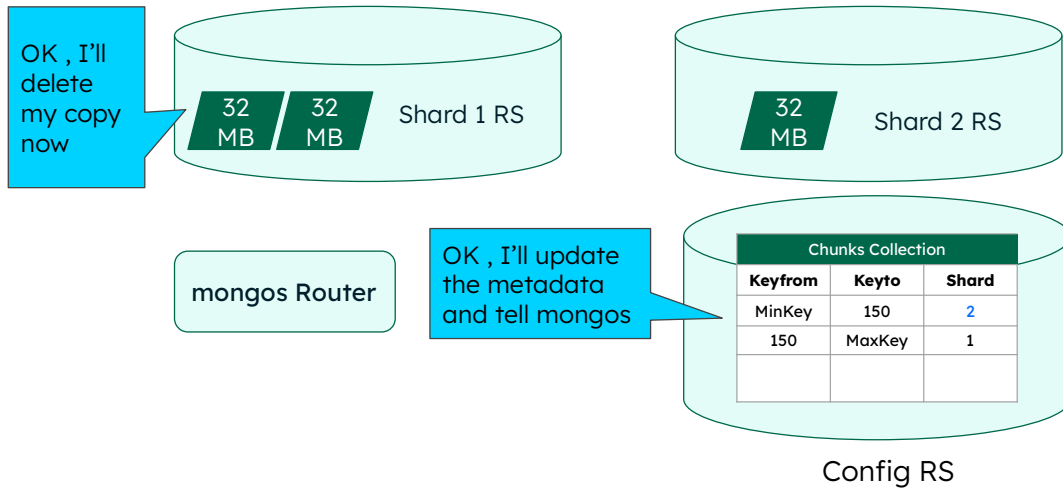 OK , I'll
delete
my copy
now
32
MB
32
MB
Shard 1 RS
32
MB
Shard 2 RS
mongos Router
OK , I'll update
the metadata
and tell mongos
Chunks Collection
Keyfrom Keyto Shard
MinKey 150 2
150 MaxKey 1
Config RS